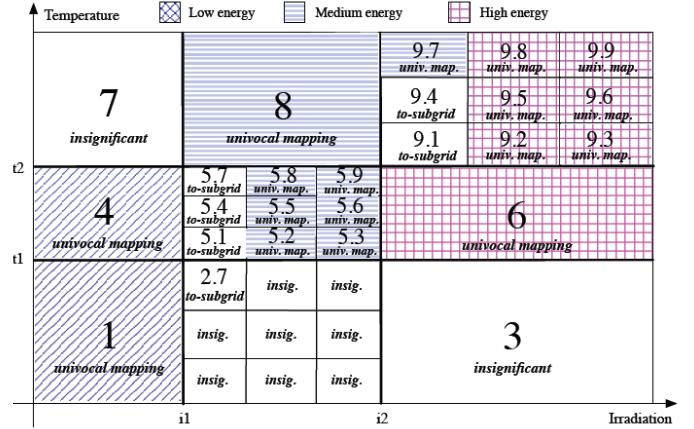 Temperature
Low energy
Medium energy
High energy
7
insignificant
8
univocal mapping
9.7
univ. map.
9.8
univ. map.
9.9
univ. map.
9.4
to-subgrid
9.5
univ. map.
9.6
univ. map.
9.1
to-subgrid
9.2
univ. map.
9.3
univ. map.
t2
4
univocal mapping
5.7
to-subgrid
5.8
univ. map.
5.9
univ. map.
5.4
to-subgrid
5.5
univ. map.
5.6
univ. map.
5.1
to-subgrid
5.2
univ. map.
5.3
univ. map.
6
univocal mapping
t1
1
univocal mapping
2.7
to-subgrid
insig.
insig.
insig.
insig.
insig.
insig.
insig.
insig.
3
insignificant
i1
i2
Irradiation